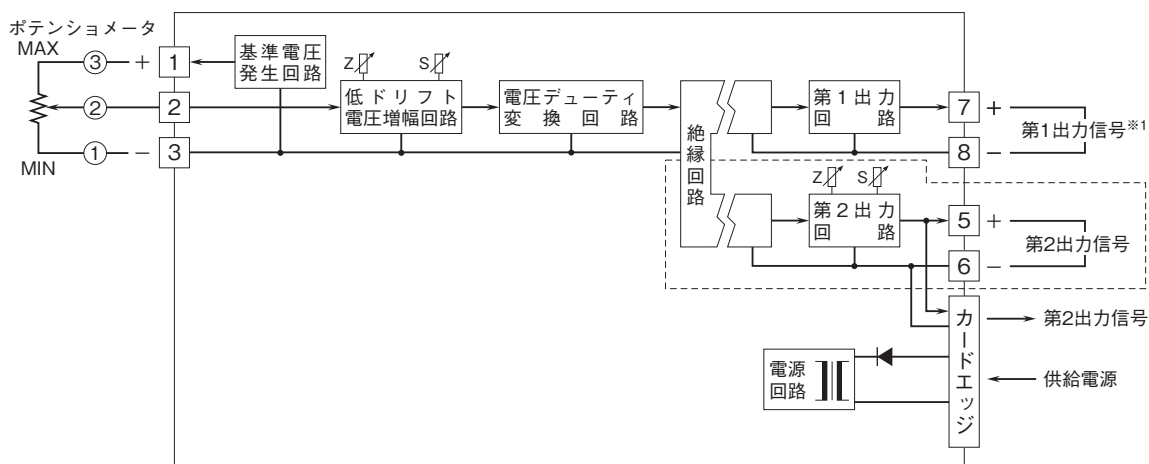 ポテンショメータ
MAX
③ + 1
② 2
① − 3
MIN
基準電圧
発生回路
Z S
低ドリフト
電圧増幅回路
電圧デューティ
変換回路
絶縁回路
第1出力
回路
7 +
8 −
第1出力信号※1
Z S
第2出力
回路
5 +
6 −
第2出力信号
カードエッジ
第2出力信号
供給電源
電源
回路